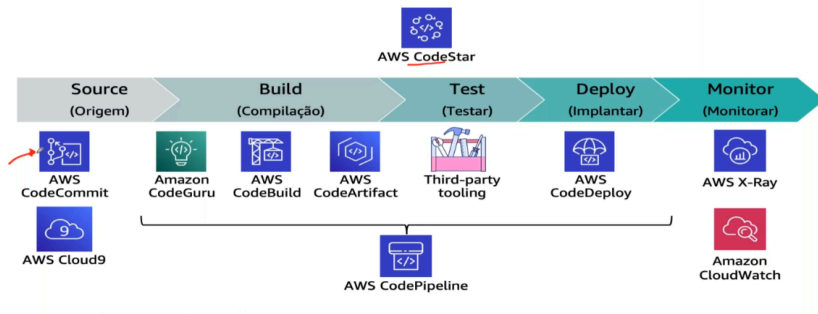 AWS CodeStar
Source
(Origem)
Build
(Compilação)
Test
(Testar)
Deploy
(Implantar)
Monitor
(Monitorar)
AWS
CodeCommit
Amazon
CodeGuru
AWS
CodeBuild
AWS
CodeArtifact
Third-party
tooling
AWS
CodeDeploy
AWS X-Ray
9
AWS Cloud9
AWS CodePipeline
Amazon
CloudWatch